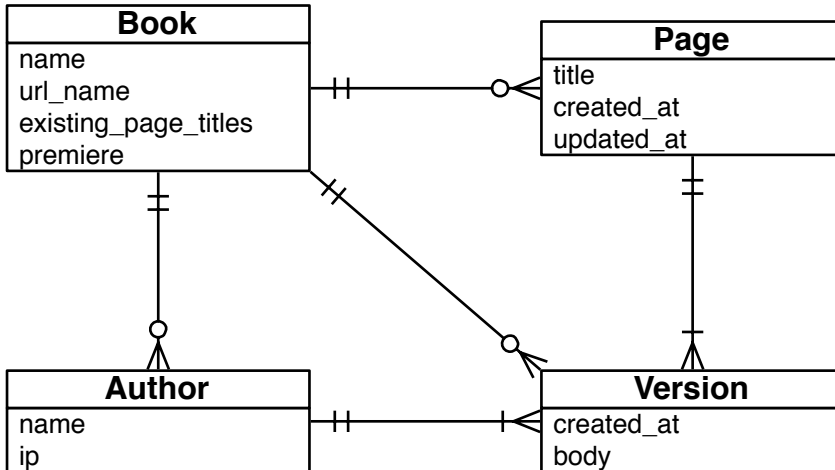 Book
name
url_name
existing_page_titles
premiere
Page
title
created_at
updated_at
Author
name
ip
Version
created_at
body